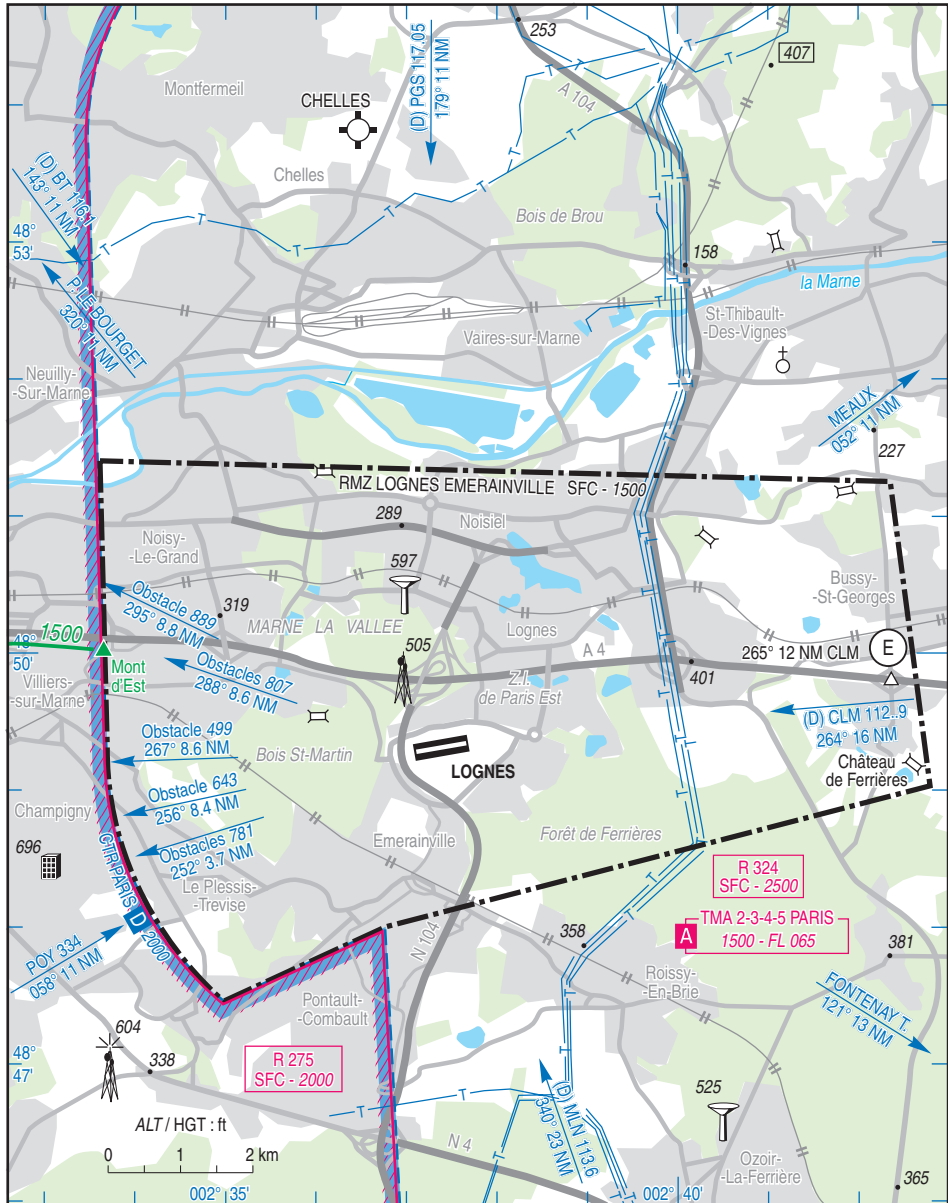 253
407
Montfermeil
CHELLES
(D) PGS 117.05
179° 11 NM
A 104
Chelles
(D) BT 116.1
143° 11 NM
Bois de Brou
48°
53'
158
P. LE BOURGET
320° 11 NM
la Marne
St-Thibault-
Des-Vignes
Vaires-sur-Marne
Neuilly-
-Sur-Marne
MEAUX
052° 11 NM
227
RMZ LOGNES EMERAINVILLE SFC - 1500
289
Noisiel
Noisy-
-Le-Grand
597
Bussy-
-St-Georges
Obstacle 889
295° 8.8 NM
319
MARNE LA VALLEE
Lognes
1500
48°
50'
505
A 4
265° 12 NM CLM
E
Mont
d'Est
Obstacles 807
288° 8.6 NM
401
Villiers-
-sur-Marne
Z.I.
de Paris Est
(D) CLM 112..9
264° 16 NM
Obstacle 499
267° 8.6 NM
Bois St-Martin
LOGNES
Château
de Ferrières
Obstacle 643
256° 8.4 NM
Champigny
Emerainville
Forêt de Ferrières
Obstacles 781
252° 3.7 NM
696
CTR PARIS D 2000
Le Plessis-
-Trevise
R 324
SFC - 2500
A
TMA 2-3-4-5 PARIS
1500 - FL 065
POY 334
058° 11 NM
N 104
358
381
Roissy-
-En-Brie
Pontault-
-Combault
FONTENAY T.
121° 13 NM
604
48°
47'
338
R 275
SFC - 2000
(D) MLN 113.6
340° 23 NM
525
ALT / HGT : ft
0 1 2 km
N 4
Ozoir-
-La-Ferrière
365
002° 35'
002° 40'